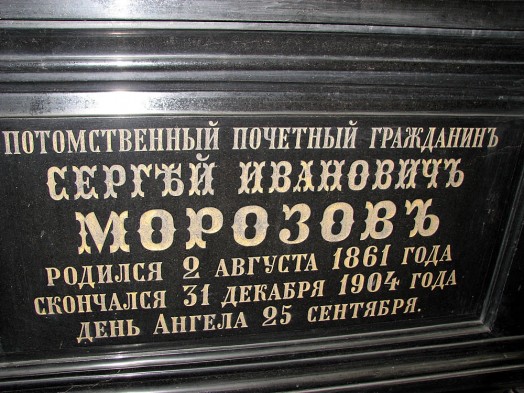 ПОТОМСТВЕННЫЙ ПОЧЕТНЫЙ ГРАЖДАНИНЪ
СЕРГѢЙ ИВАНОВИЧЪ
МОРОЗОВЪ
РОДИЛСЯ 2 АВГУСТА 1861 ГОДА
СКОНЧАЛСЯ 31 ДЕКАБРЯ 1904 ГОДА
ДЕНЬ АНГЕЛА 25 СЕНТЯБРЯ.